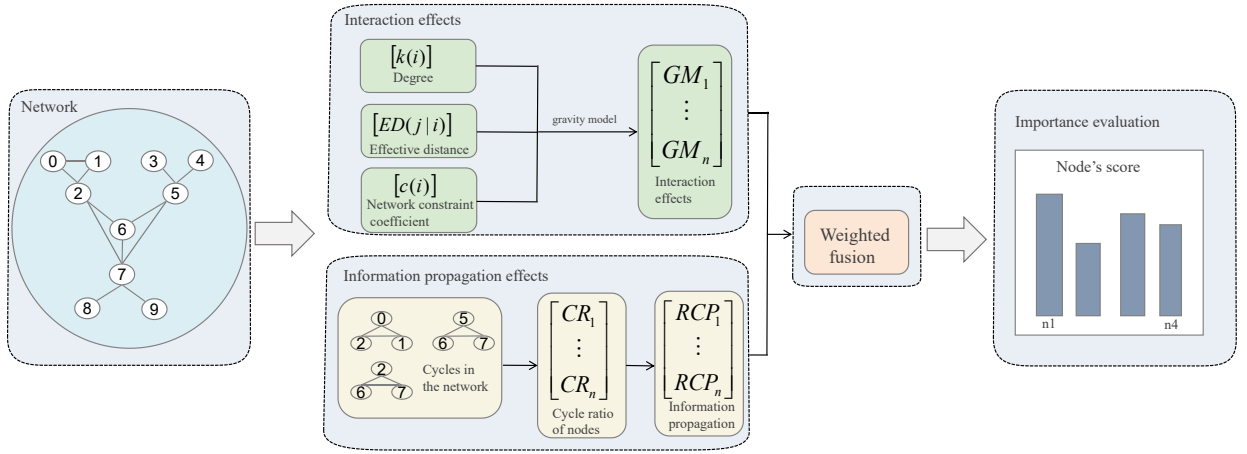 Network
0
1
3
4
2
5
6
7
8
9
Interaction effects
[k(i)]
Degree
[ED(j|i)]
Effective distance
[c(i)]
Network constraint
coefficient
gravity model
GM1
⋮
GMn
Interaction
effects
Information propagation effects
0
2
1
5
6
7
2
6
7
Cycles in
the network
CR1
⋮
CRn
Cycle ratio
of nodes
RCP1
⋮
RCPn
Information
propagation
Weighted
fusion
Importance evaluation
Node's score
n1
n4